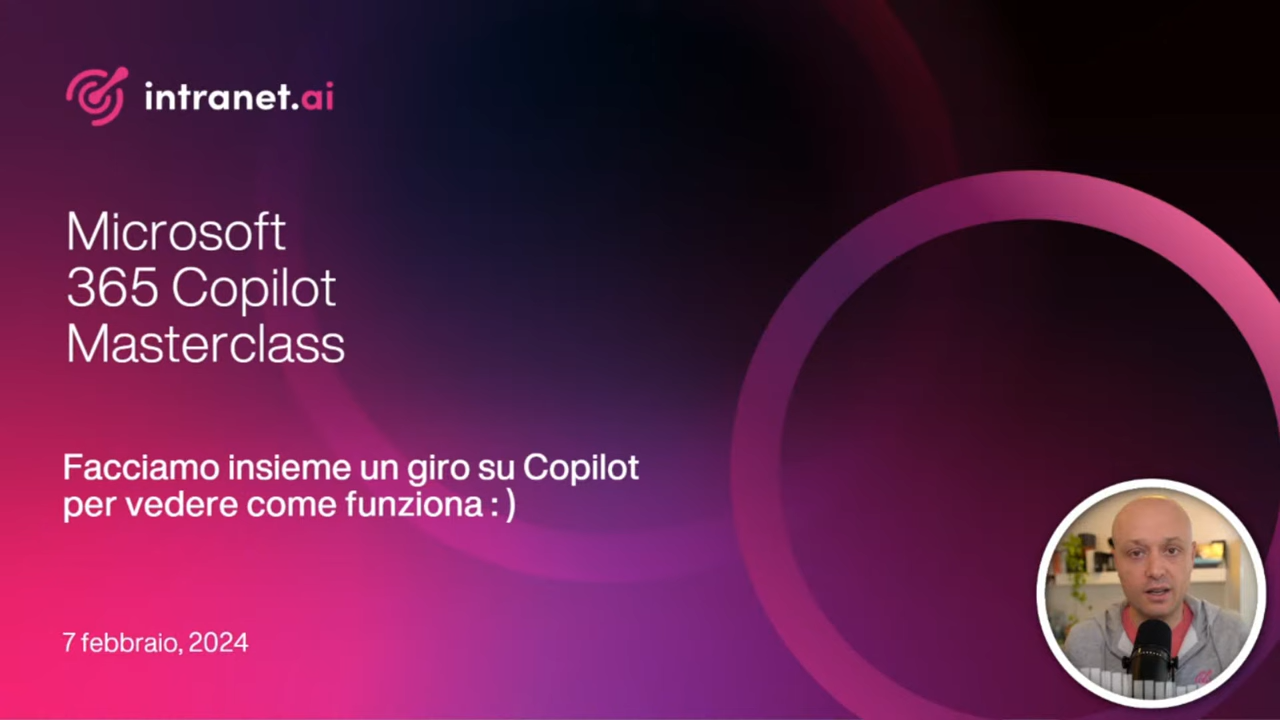 intranet.ai
Microsoft
365 Copilot
Masterclass
Facciamo insieme un giro su Copilot
per vedere come funziona : )
7 febbraio, 2024